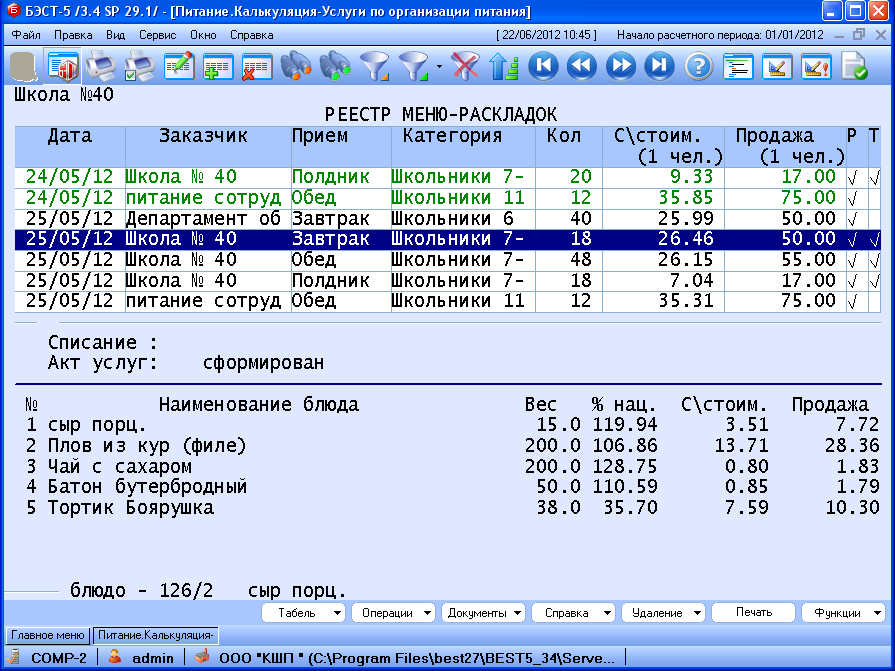 БЭСТ-5 /3.4 SP 29.1/ - [Питание.Калькуляция-Услуги по организации питания]
Файл Правка Вид Сервис Окно Справка [ 22/06/2012 10:45 ] Начало расчетного периода: 01/01/2012
Школа №40
РЕЕСТР МЕНЮ-РАСКЛАДОК
Дата Заказчик Прием Категория Кол С\стоим. Продажа Р Т
(1 чел.) (1 чел.)
24/05/12 Школа № 40 Полдник Школьники 7- 20 9.33 17.00 √ √
24/05/12 питание сотруд Обед Школьники 11 12 35.85 75.00 √
25/05/12 Департамент об Завтрак Школьники 6 40 25.99 50.00 √
25/05/12 Школа № 40 Завтрак Школьники 7- 18 26.46 50.00 √ √
25/05/12 Школа № 40 Обед Школьники 7- 48 26.15 55.00 √ √
25/05/12 Школа № 40 Полдник Школьники 7- 18 7.04 17.00 √ √
25/05/12 питание сотруд Обед Школьники 11 12 35.31 75.00 √
Списание :
Акт услуг: сформирован
№ Наименование блюда Вес % нац. С\стоим. Продажа
1 сыр порц. 15.0 119.94 3.51 7.72
2 Плов из кур (филе) 200.0 106.86 13.71 28.36
3 Чай с сахаром 200.0 128.75 0.80 1.83
4 Батон бутербродный 50.0 110.59 0.85 1.79
5 Тортик Боярушка 38.0 35.70 7.59 10.30
блюдо - 126/2 сыр порц.
Табель Операции Документы Справка Удаление Печать Функции
Главное меню Питание.Калькуляция-
COMP-2 admin ООО "КШП " (C:\Program Files\best27\BEST5_34\Serve...